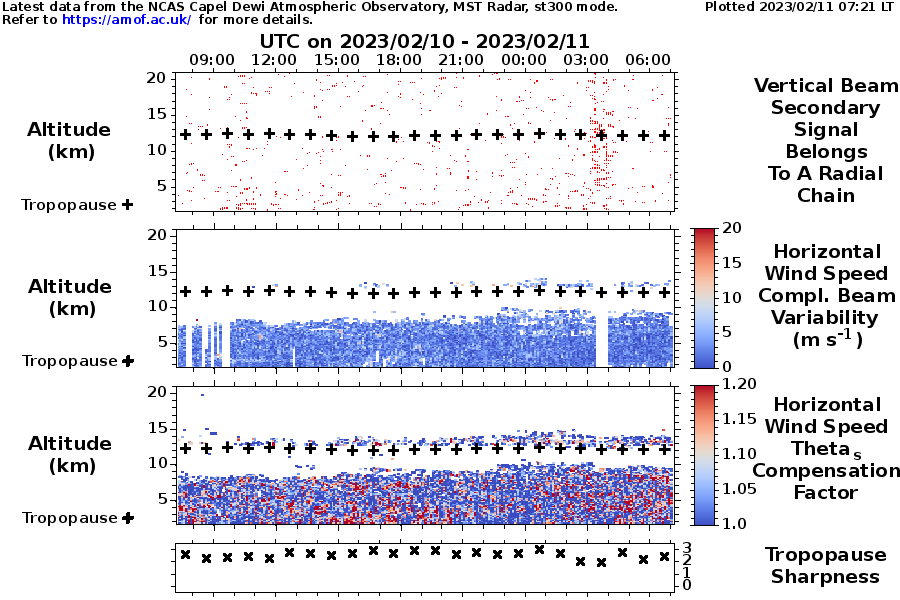 Latest data from the NCAS Capel Dewi Atmospheric Observatory, MST Radar, st300 mode.
Plotted 2023/02/11 07:21 LT
Refer to https://amof.ac.uk/ for more details.
UTC on 2023/02/10 - 2023/02/11
09:00 12:00 15:00 18:00 21:00 00:00 03:00 06:00
20
15
10
5
Altitude
(km)
Tropopause +
Vertical Beam
Secondary
Signal
Belongs
To A Radial
Chain
20
15
10
5
Altitude
(km)
Tropopause +
20
15
10
5
0
Horizontal
Wind Speed
Compl. Beam
Variability
(m s-1)
20
15
10
5
Altitude
(km)
Tropopause +
1.20
1.15
1.10
1.05
1.0
Horizontal
Wind Speed
Theta s
Compensation
Factor
3
2
1
0
Tropopause
Sharpness